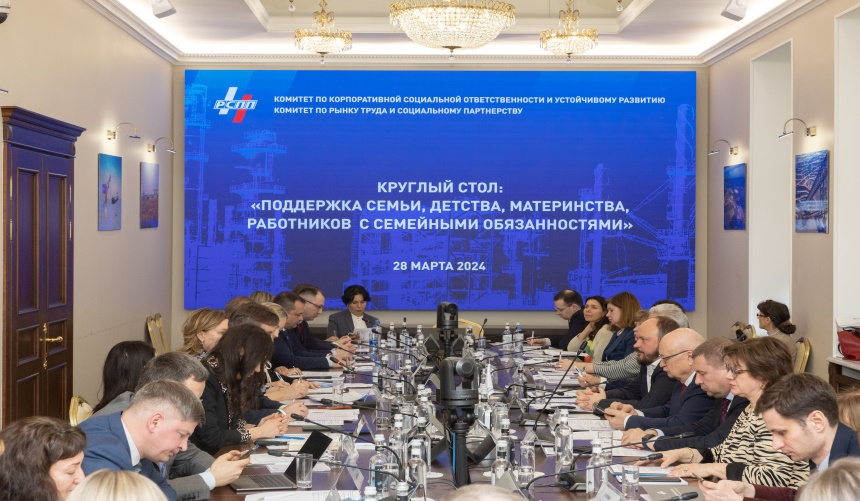 РСПП
КОМИТЕТ ПО КОРПОРАТИВНОЙ СОЦИАЛЬНОЙ ОТВЕТСТВЕННОСТИ И УСТОЙЧИВОМУ РАЗВИТИЮ
КОМИТЕТ ПО РЫНКУ ТРУДА И СОЦИАЛЬНОМУ ПАРТНЕРСТВУ
КРУГЛЫЙ СТОЛ:
«ПОДДЕРЖКА СЕМЬИ, ДЕТСТВА, МАТЕРИНСТВА,
РАБОТНИКОВ С СЕМЕЙНЫМИ ОБЯЗАННОСТЯМИ»
28 МАРТА 2024